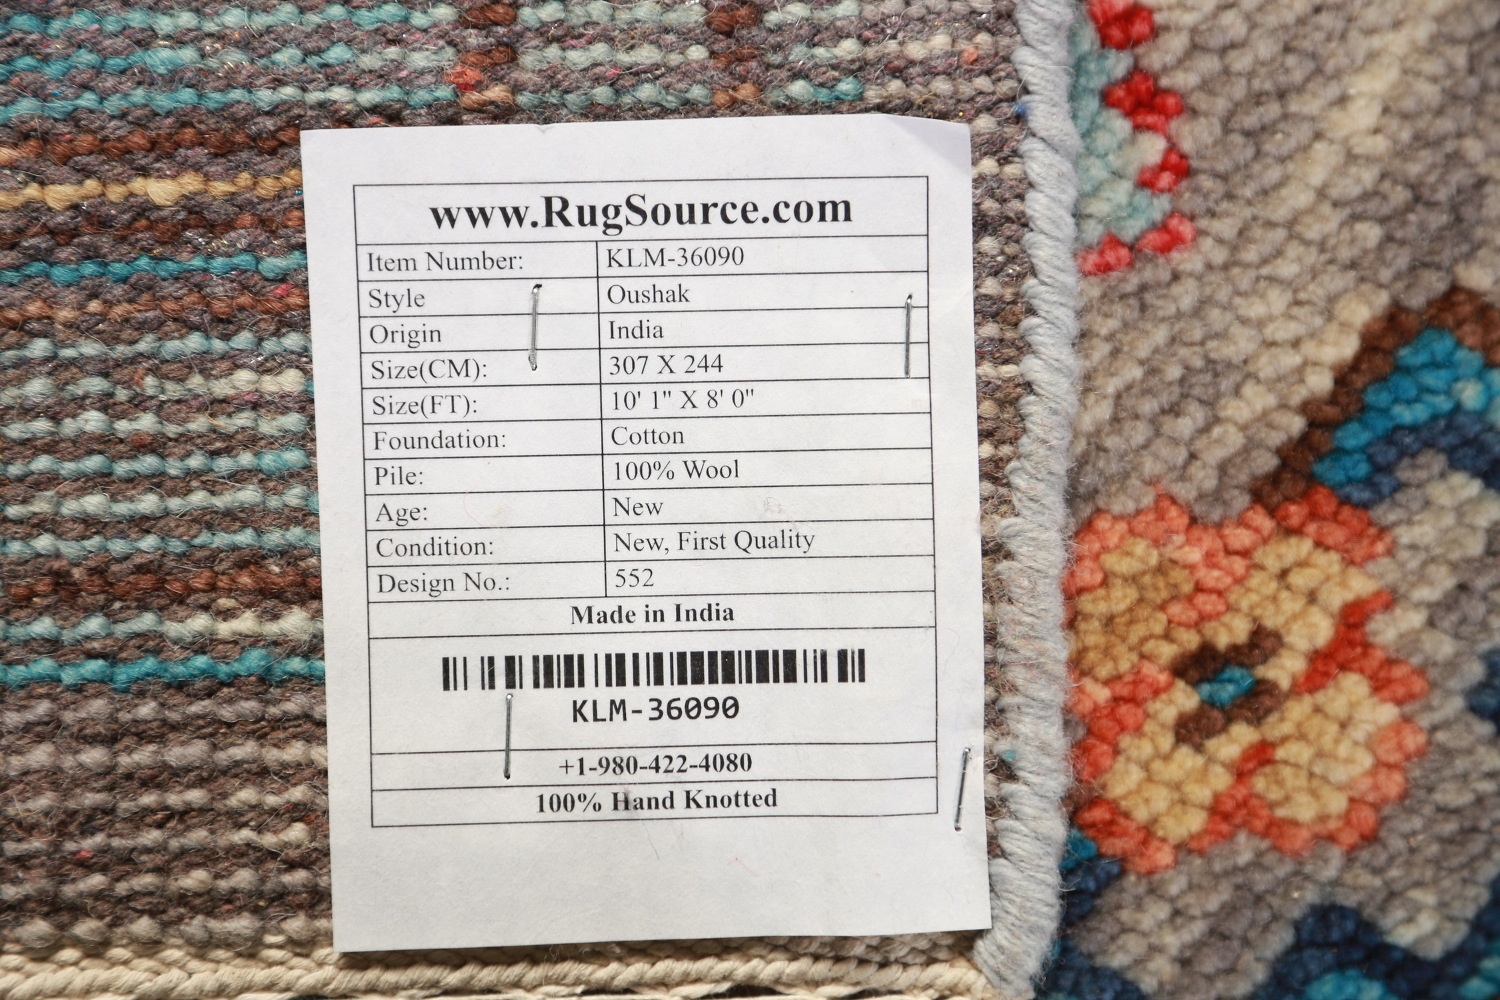 www.RugSource.com
Item Number: KLM-36090
Style Oushak
Origin India
Size(CM): 307 X 244
Size(FT): 10' 1" X 8' 0"
Foundation: Cotton
Pile: 100% Wool
Age: New
Condition: New, First Quality
Design No.: 552
Made in India
KLM-36090
+1-980-422-4080
100% Hand Knotted